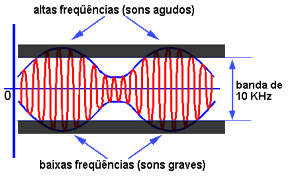 altas freqüências (sons agudos)
0
banda de
10 KHz
baixas freqüências (sons graves)